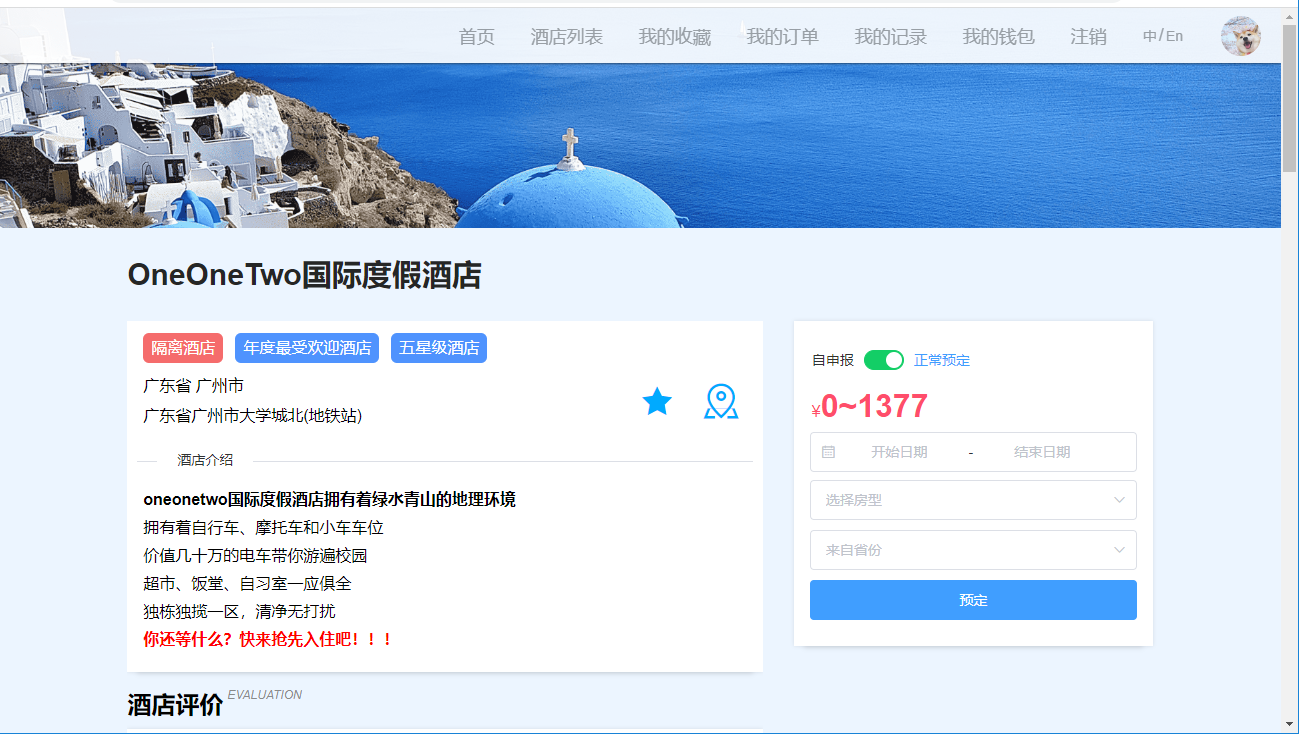 首页 酒店列表 我的收藏 我的订单 我的记录 我的钱包 注销 中/En
OneOneTwo国际度假酒店
隔离酒店 年度最受欢迎酒店 五星级酒店
广东省 广州市
广东省广州市大学城北(地铁站)
酒店介绍
oneonetwo国际度假酒店拥有着绿水青山的地理环境
拥有着自行车、摩托车和小车车位
价值几十万的电车带你游遍校园
超市、饭堂、自习室一应俱全
独栋独揽一区，清净无打扰
你还等什么？快来抢先入住吧！！！
自申报 正常预定
¥0~1377
开始日期 - 结束日期
选择房型
来自省份
预定
酒店评价 EVALUATION